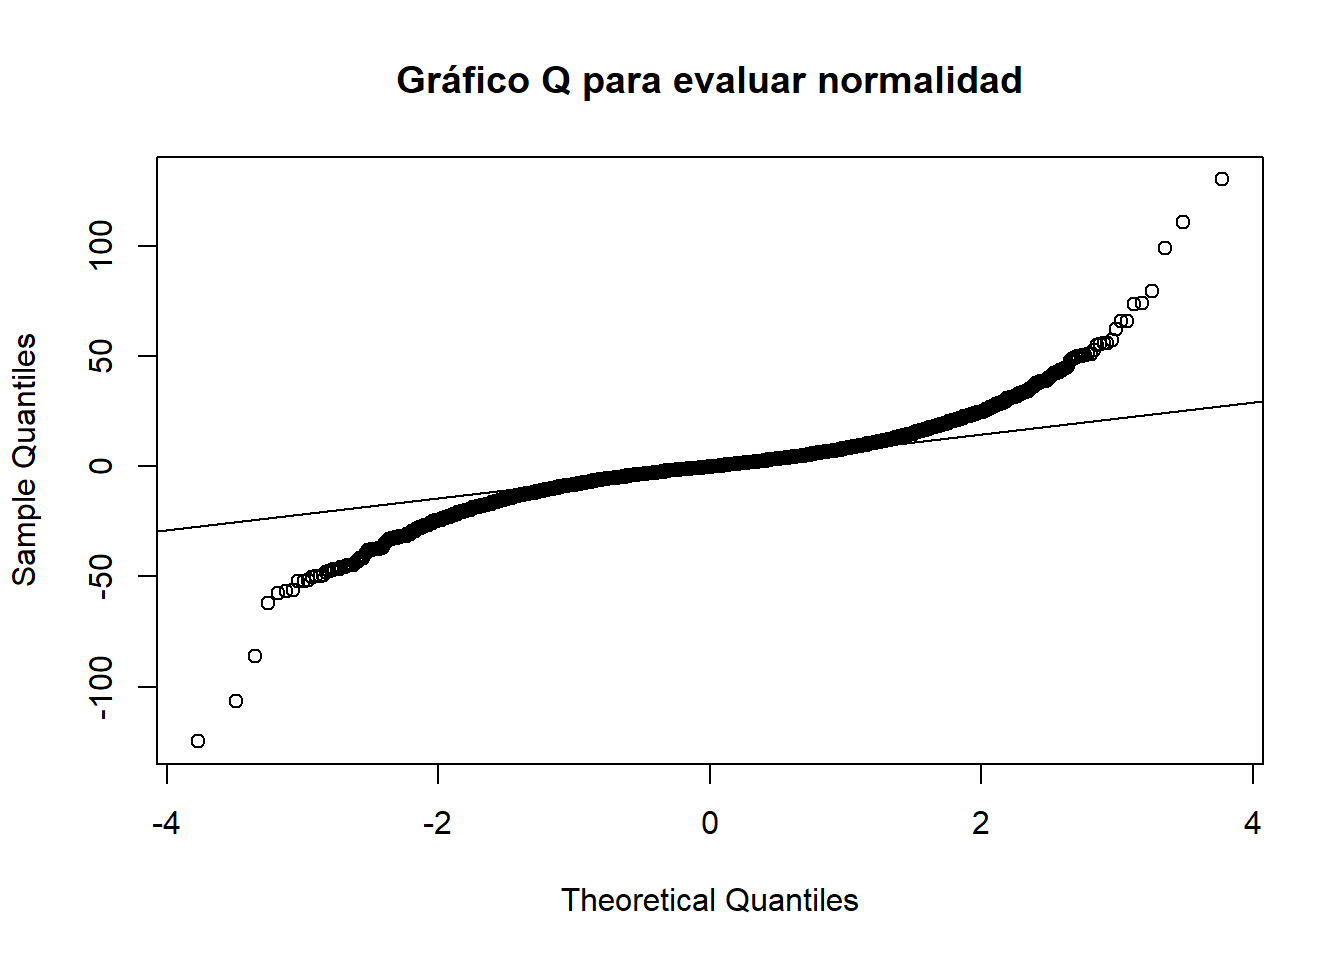 Gráfico Q para evaluar normalidad
100
50
0
-50
-100
Sample Quantiles
-4 -2 0 2 4
Theoretical Quantiles